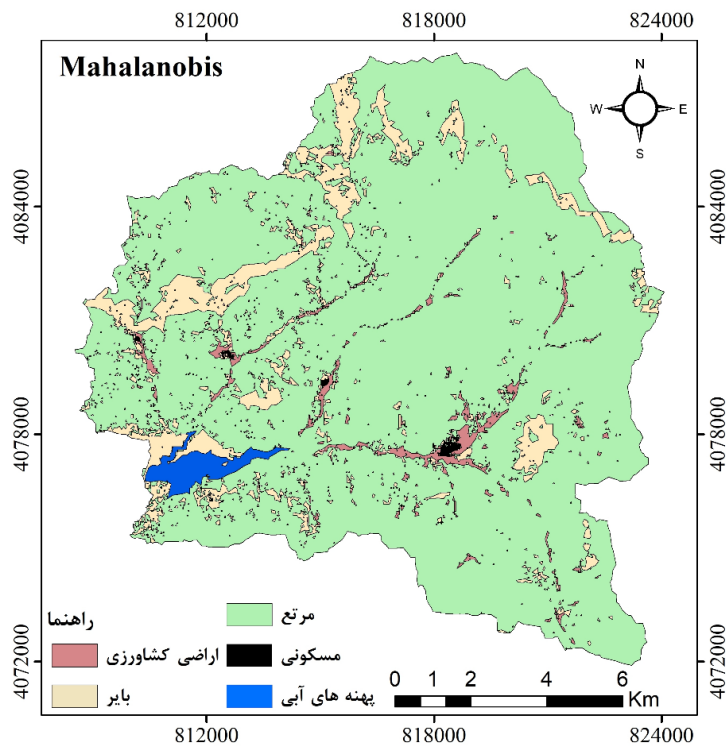 812000 818000 824000
Mahalanobis
N
W E
S
4084000 4084000
4078000 4078000
4072000 4072000
راهنما
مرتع
اراضی کشاورزی
مسکونی
بایر
پهنه های آبی
0 1 2 4 6
Km
812000 818000 824000